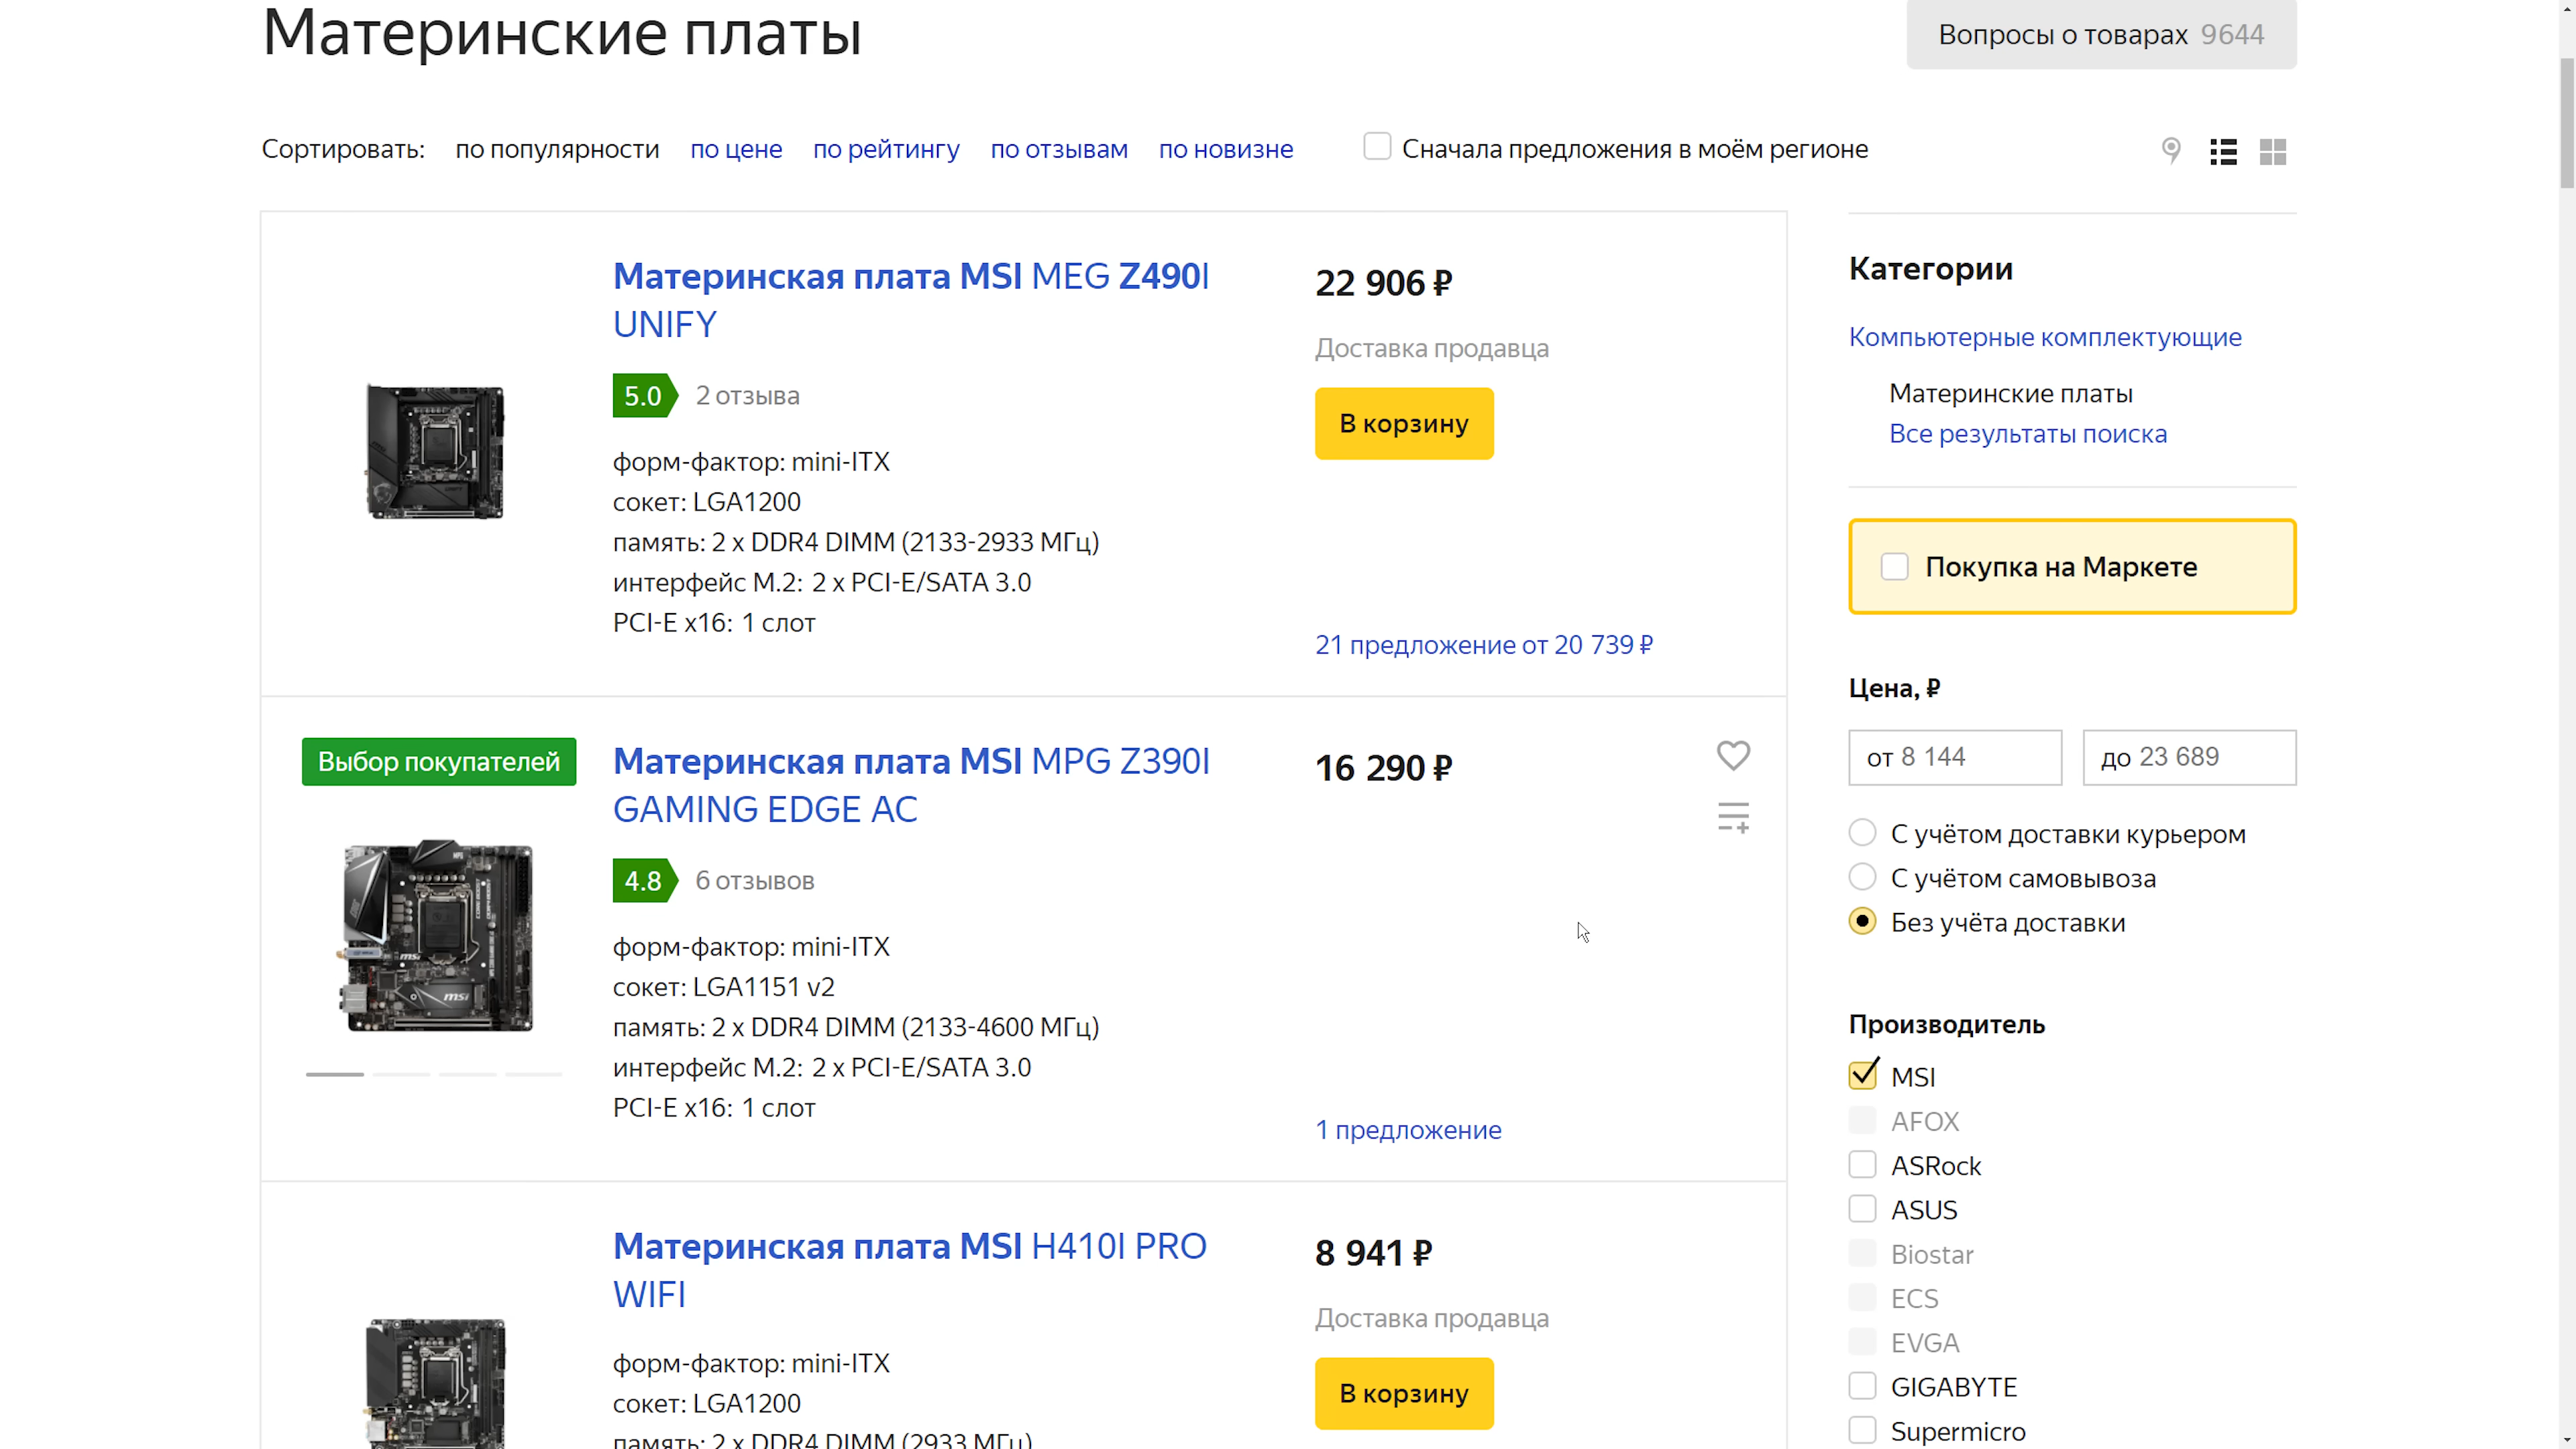 Материнские платы
Вопросы о товарах 9644
Сортировать: по популярности по цене по рейтингу по отзывам по новизне Сначала предложения в моём регионе
Материнская плата MSI MEG Z490I
UNIFY
5.0 2 отзыва
форм-фактор: mini-ITX
сокет: LGA1200
память: 2 x DDR4 DIMM (2133-2933 МГц)
интерфейс M.2: 2 x PCI-E/SATA 3.0
PCI-E x16: 1 слот
22 906 ₽
Доставка продавца
В корзину
21 предложение от 20 739 ₽
Выбор покупателей
Материнская плата MSI MPG Z390I
GAMING EDGE AC
4.8 6 отзывов
форм-фактор: mini-ITX
сокет: LGA1151 v2
память: 2 x DDR4 DIMM (2133-4600 МГц)
интерфейс M.2: 2 x PCI-E/SATA 3.0
PCI-E x16: 1 слот
16 290 ₽
1 предложение
msi
Материнская плата MSI H410I PRO
WIFI
форм-фактор: mini-ITX
сокет: LGA1200
память: 2 x DDR4 DIMM (2933 МГц)
8 941 ₽
Доставка продавца
В корзину
Категории
Компьютерные комплектующие
Материнские платы
Все результаты поиска
Покупка на Маркете
Цена, ₽
от 8 144 до 23 689
С учётом доставки курьером
С учётом самовывоза
Без учёта доставки
Производитель
MSI
AFOX
ASRock
ASUS
Biostar
ECS
EVGA
GIGABYTE
Supermicro